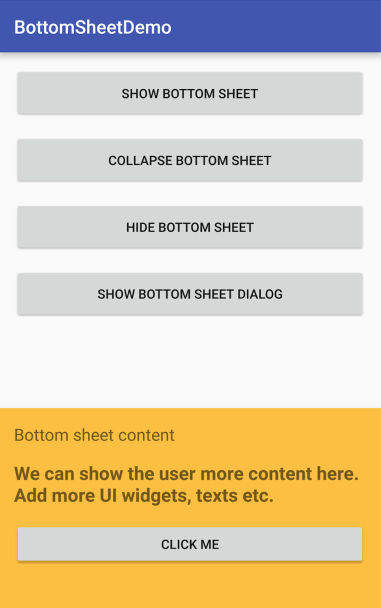 BottomSheetDemo
SHOW BOTTOM SHEET
COLLAPSE BOTTOM SHEET
HIDE BOTTOM SHEET
SHOW BOTTOM SHEET DIALOG
Bottom sheet content
We can show the user more content here.
Add more UI widgets, texts etc.
CLICK ME